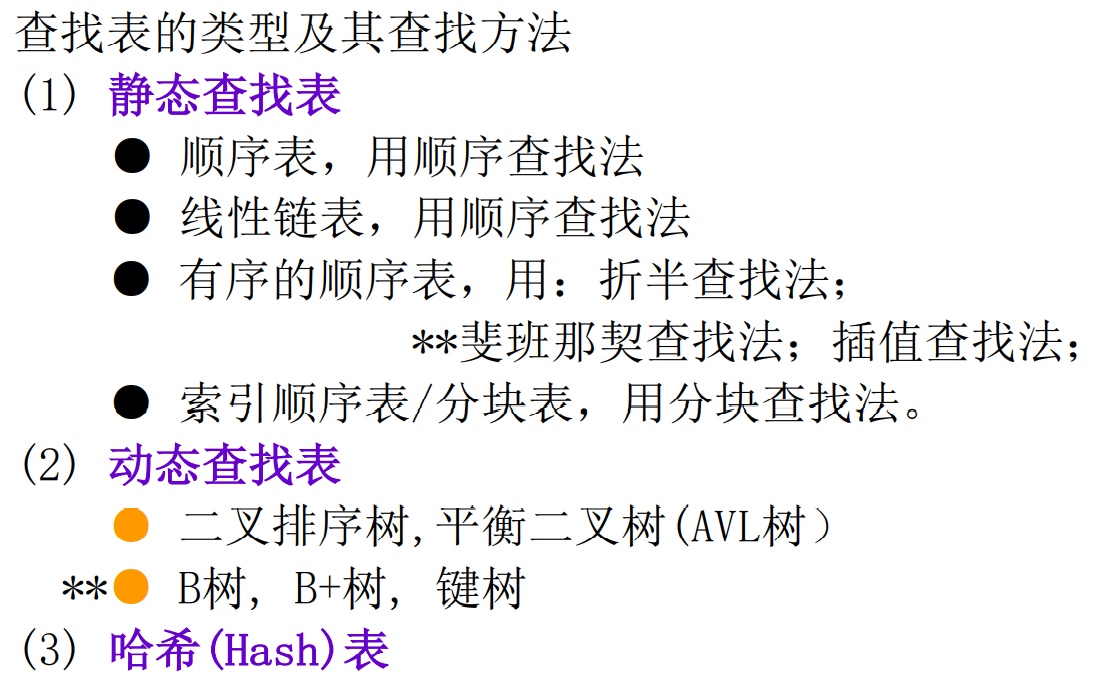 查找表的类型及其查找方法
(1) 静态查找表
● 顺序表，用顺序查找法
● 线性链表，用顺序查找法
● 有序的顺序表，用：折半查找法；
**斐班那契查找法；插值查找法；
● 索引顺序表/分块表，用分块查找法。
(2) 动态查找表
● 二叉排序树,平衡二叉树(AVL树）
**● B树, B+树, 键树
(3) 哈希(Hash)表